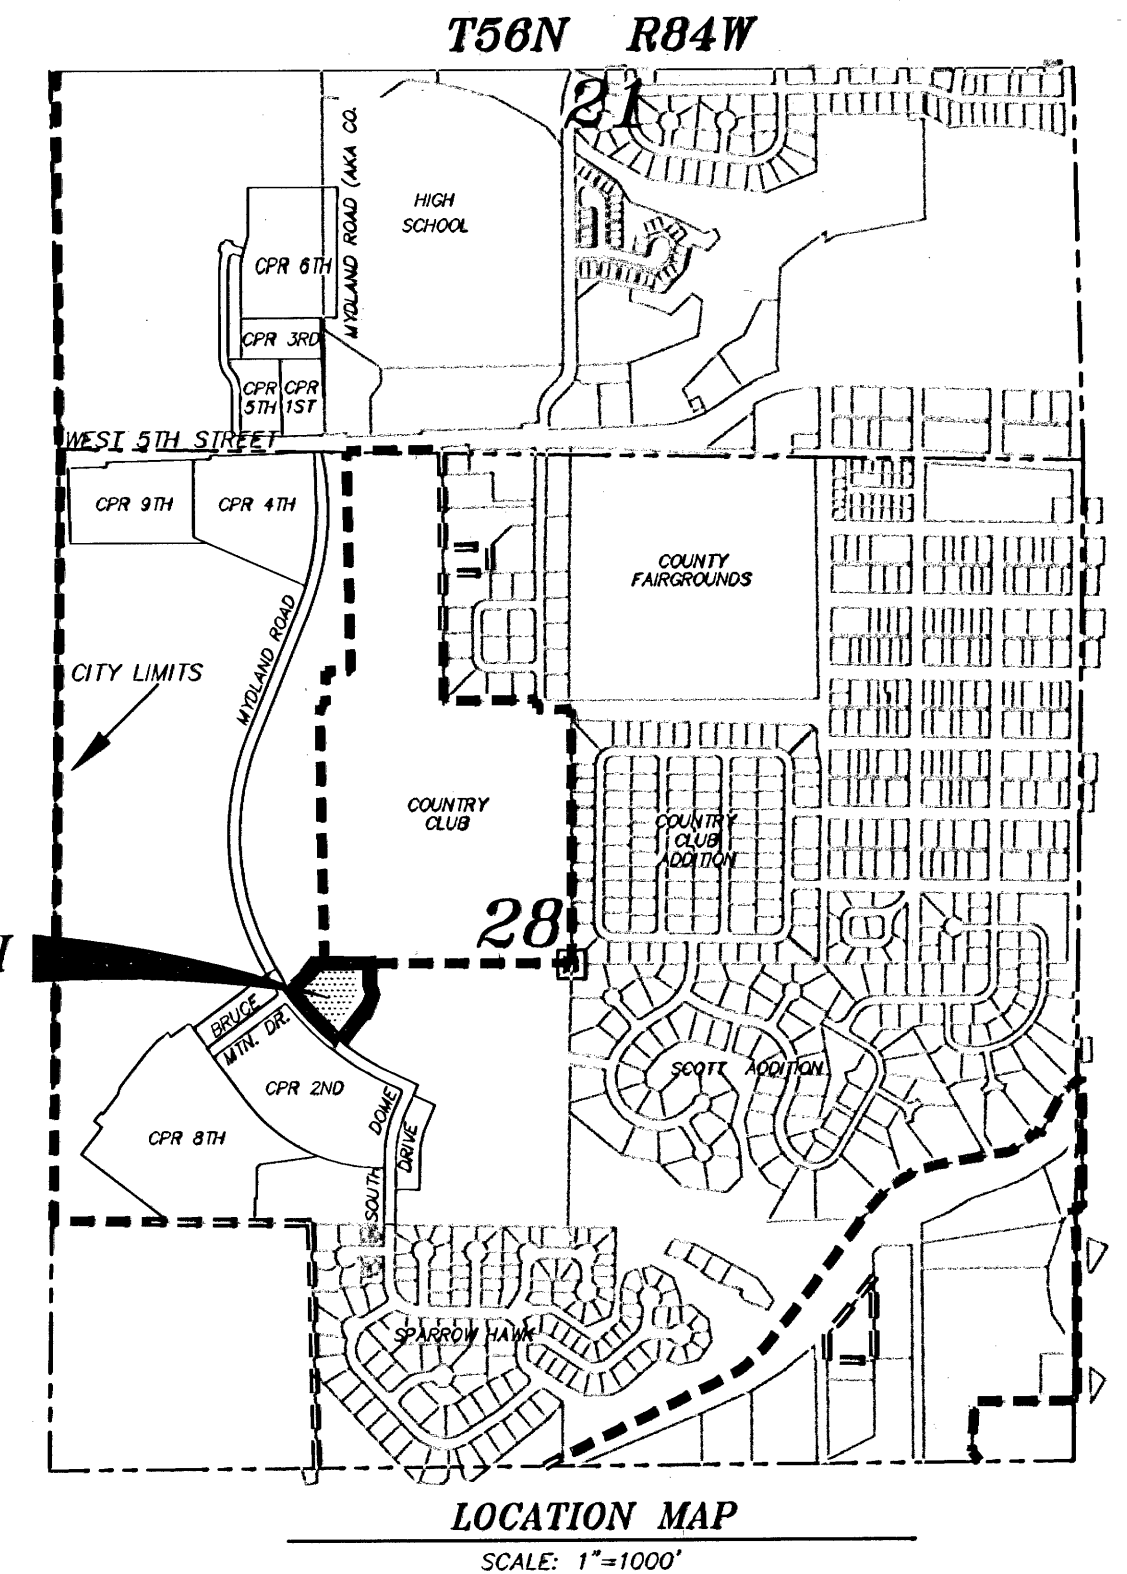 T56N R84W
21
MYDLAND ROAD (AKA CO.
HIGH
SCHOOL
CPR 6TH
CPR 3RD
CPR
5TH
CPR
1ST
WEST 5TH STREET
CPR 9TH
CPR 4TH
COUNTY
FAIRGROUNDS
MYDLAND ROAD
CITY LIMITS
COUNTRY
CLUB
COUNTRY
CLUB
ADDITION
28
BRUCE
MTN. DR.
SCOTT ADDITION
CPR 2ND
DOME
CPR 8TH
DRIVE
SOUTH
SPARROW HAWK
LOCATION MAP
SCALE: 1"=1000'